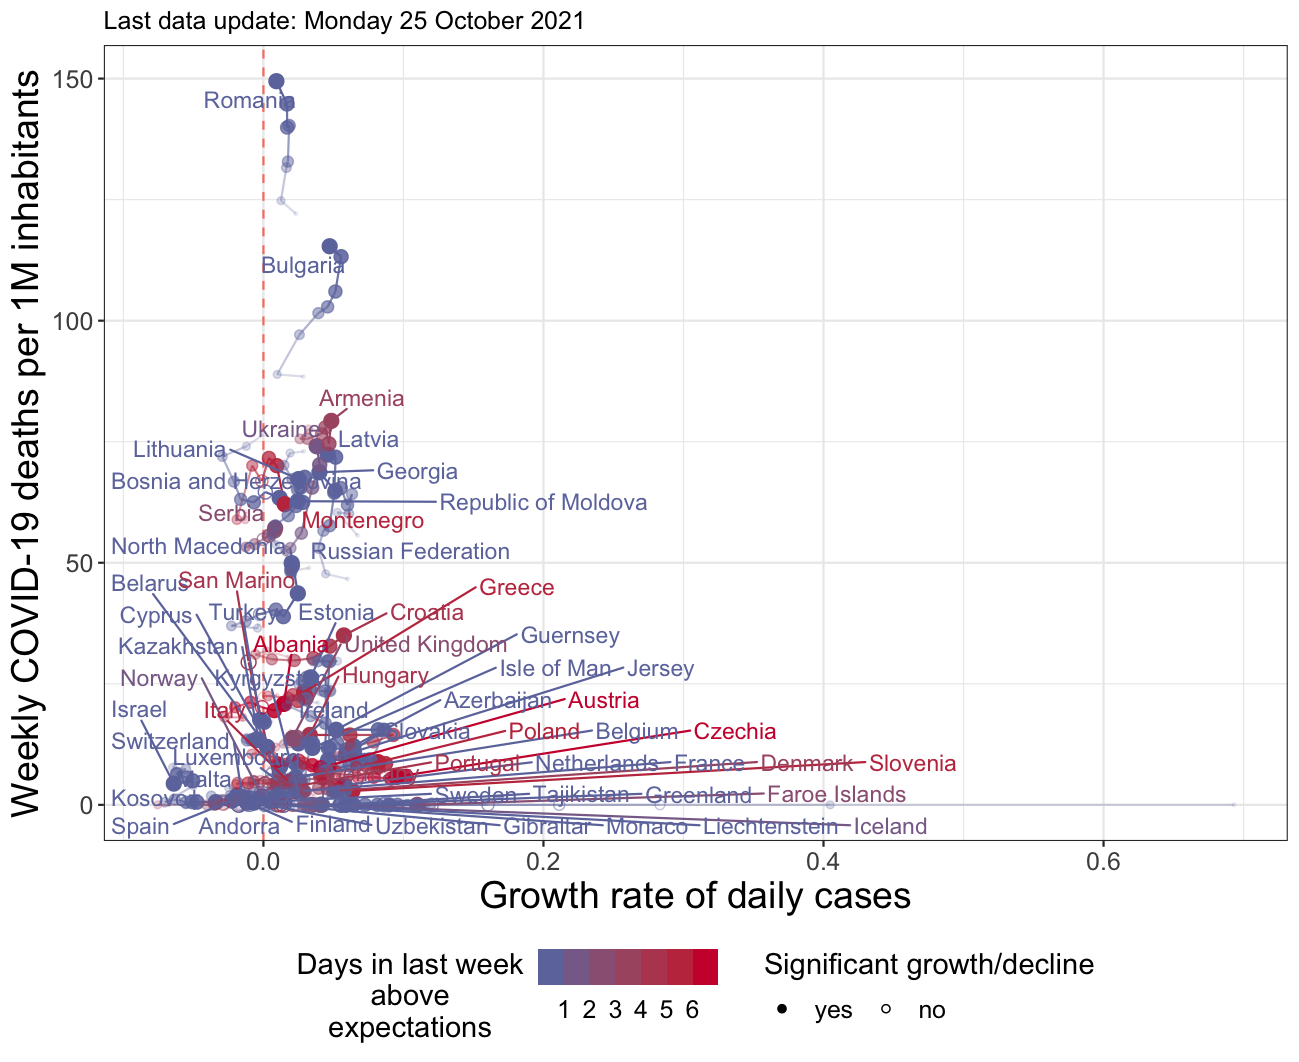 Last data update: Monday 25 October 2021
Weekly COVID-19 deaths per 1M inhabitants
150
100
50
0
Romania
Bulgaria
Armenia
Ukraine
Lithuania
Latvia
Georgia
Bosnia and Herzegovina
Republic of Moldova
Serbia
Montenegro
North Macedonia
Russian Federation
Belarus
San Marino
Greece
Cyprus
Turkey
Estonia
Croatia
Kazakhstan
Albania
United Kingdom
Guernsey
Norway
Kyrgyzstan
Hungary
Isle of Man
Jersey
Israel
Italy
Ireland
Azerbaijan
Austria
Switzerland
Slovakia
Poland
Belgium
Czechia
Luxembourg
Portugal
Netherlands
France
Denmark
Slovenia
Malta
Kosovo
Sweden
Tajikistan
Greenland
Faroe Islands
Spain
Andorra
Finland
Uzbekistan
Gibraltar
Monaco
Liechtenstein
Iceland
0.0
0.2
0.4
0.6
Growth rate of daily cases
Days in last week
above
expectations
1 2 3 4 5 6
Significant growth/decline
yes
no